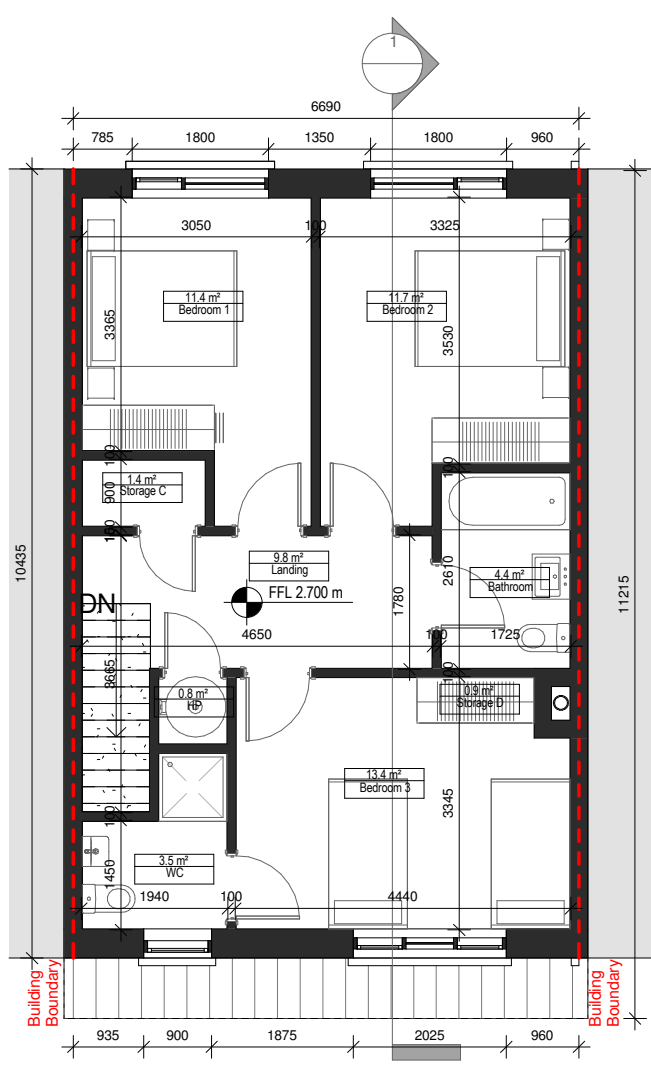 1
6690
785 1800 1350 1800 960
3050 100 3325
11.4 m²
Bedroom 1
11.7 m²
Bedroom 2
3365
3530
100
100
1.4 m²
Storage C
900
100
9.8 m²
Landing
FFL 2.700 m
2610
4.4 m²
Bathroom
1780
10435
11215
DN
4650 100 1725
3665
100
0.8 m²
HP
0.9 m²
Storage D
13.4 m²
Bedroom 3
3345
100
3.5 m²
WC
1450
1940 100 4440
Building
Boundary
Building
Boundary
935 900 1875 2025 960